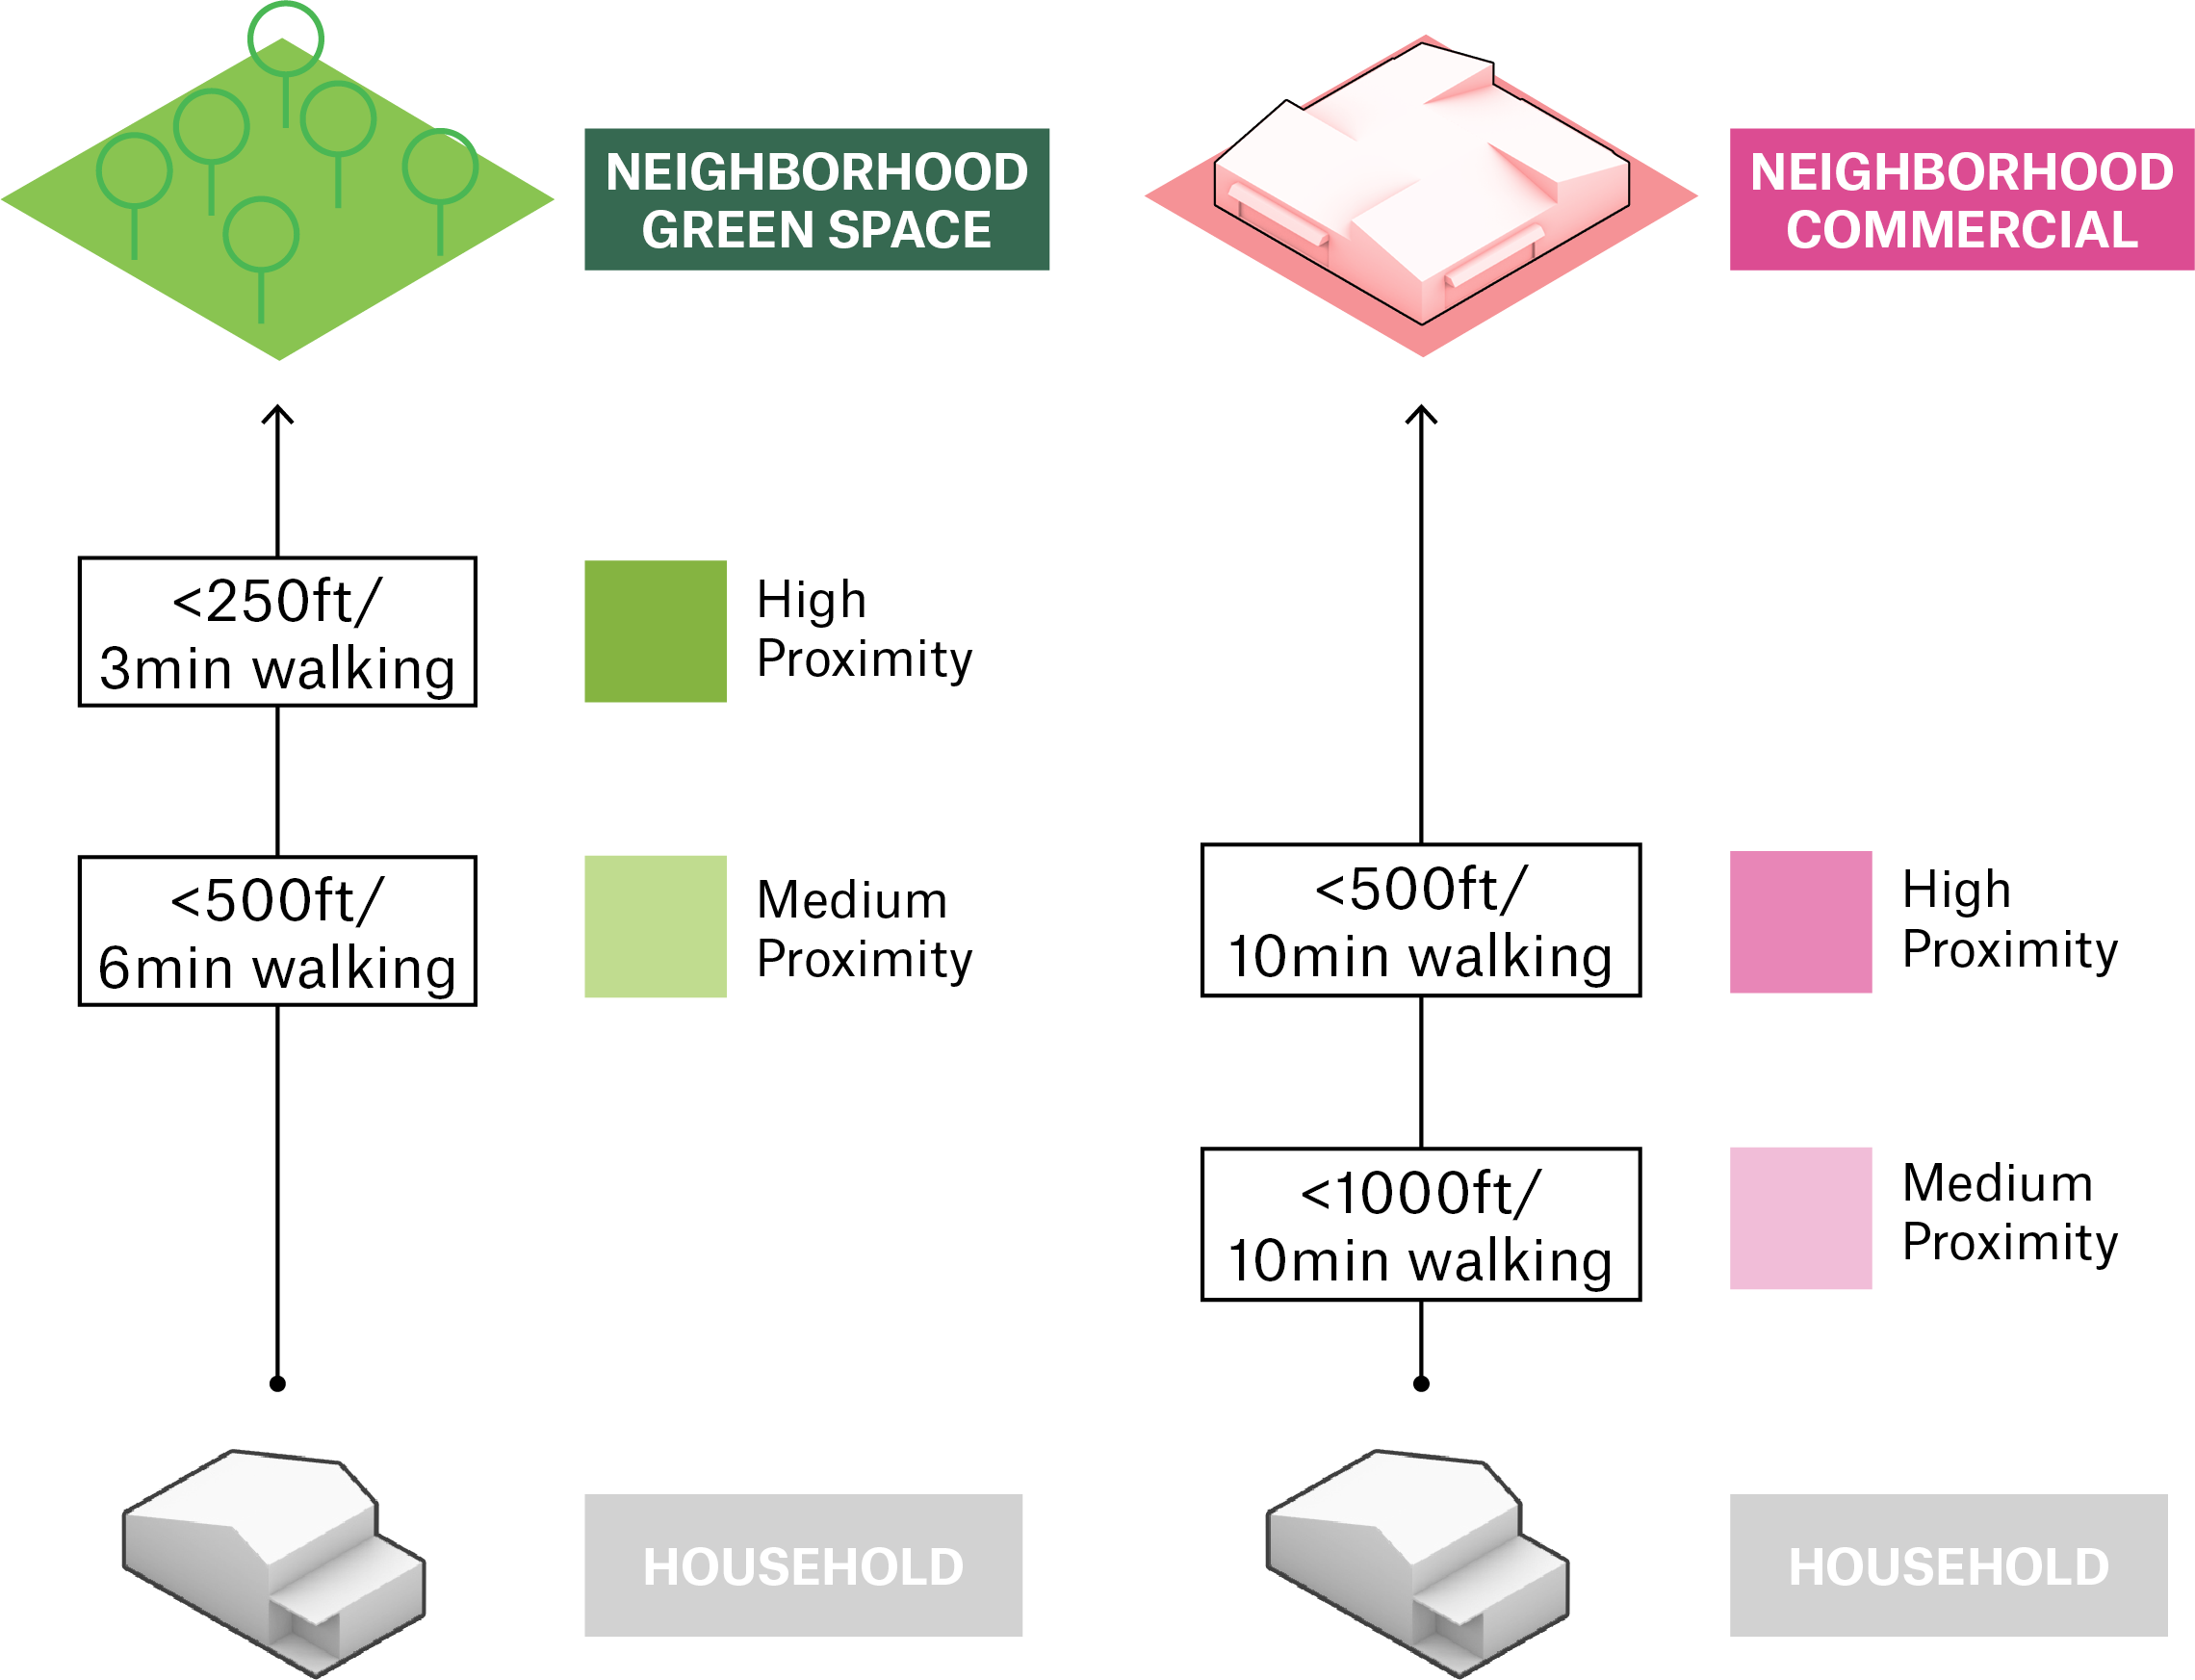 NEIGHBORHOOD
GREEN SPACE
<250ft/
3min walking
High
Proximity
<500ft/
6min walking
Medium
Proximity
HOUSEHOLD
NEIGHBORHOOD
COMMERCIAL
<500ft/
10min walking
High
Proximity
<1000ft/
10min walking
Medium
Proximity
HOUSEHOLD